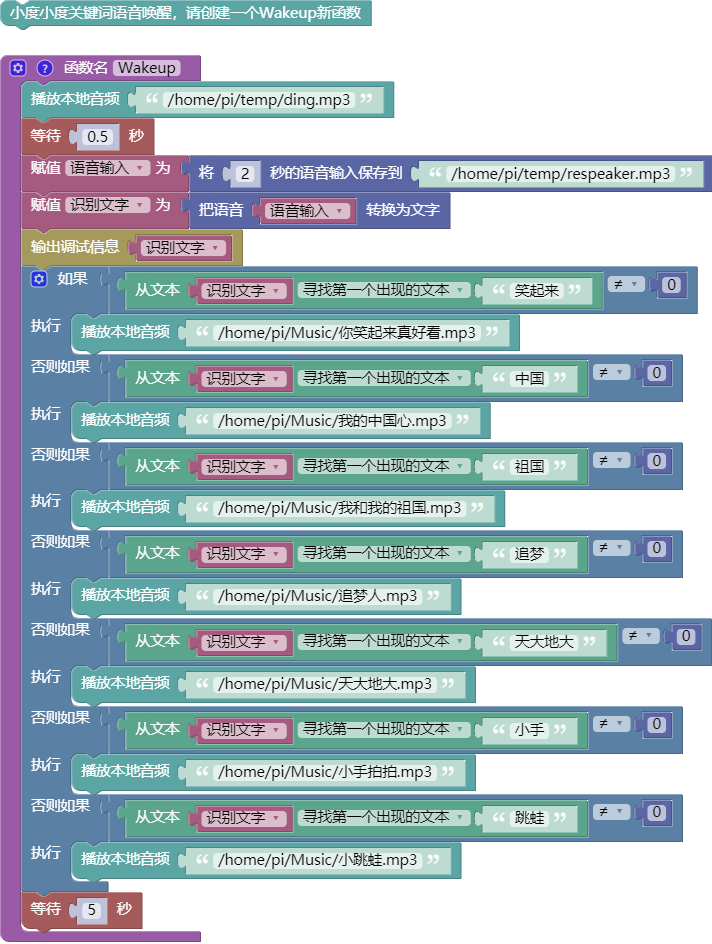 小度小度关键词语音唤醒，请创建一个Wakeup新函数
函数名 Wakeup
播放本地音频 “ /home/pi/temp/ding.mp3 ”
等待 0.5 秒
赋值 语音输入 为 将 2 秒的语音输入保存到 “ /home/pi/temp/respeaker.mp3 ”
赋值 识别文字 为 把语音 语音输入 转换为文字
输出调试信息 识别文字
如果 从文本 识别文字 寻找第一个出现的文本 “ 笑起来 ” ≠ 0
执行 播放本地音频 “ /home/pi/Music/你笑起来真好看.mp3 ”
否则如果 从文本 识别文字 寻找第一个出现的文本 “ 中国 ” ≠ 0
执行 播放本地音频 “ /home/pi/Music/我的中国心.mp3 ”
否则如果 从文本 识别文字 寻找第一个出现的文本 “ 祖国 ” ≠ 0
执行 播放本地音频 “ /home/pi/Music/我和我的祖国.mp3 ”
否则如果 从文本 识别文字 寻找第一个出现的文本 “ 追梦 ” ≠ 0
执行 播放本地音频 “ /home/pi/Music/追梦人.mp3 ”
否则如果 从文本 识别文字 寻找第一个出现的文本 “ 天大地大 ” ≠ 0
执行 播放本地音频 “ /home/pi/Music/天大地大.mp3 ”
否则如果 从文本 识别文字 寻找第一个出现的文本 “ 小手 ” ≠ 0
执行 播放本地音频 “ /home/pi/Music/小手拍拍.mp3 ”
否则如果 从文本 识别文字 寻找第一个出现的文本 “ 跳蛙 ” ≠ 0
执行 播放本地音频 “ /home/pi/Music/小跳蛙.mp3 ”
等待 5 秒